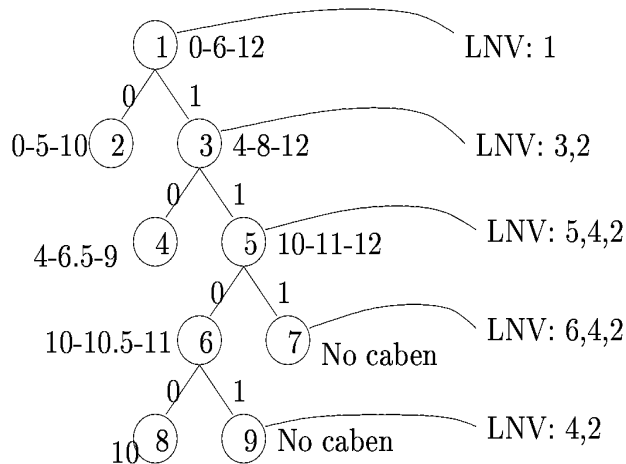 1 0-6-12 LNV: 1
0 1
0-5-10 2 3 4-8-12 LNV: 3,2
0 1
4-6.5-9 4 5 10-11-12 LNV: 5,4,2
0 1
10-10.5-11 6 7 No caben LNV: 6,4,2
0 1
10 8 9 No caben LNV: 4,2